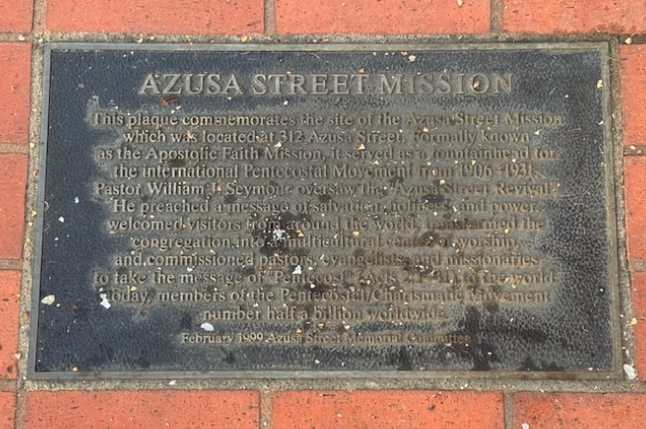 AZUSA STREET MISSION
This plaque commemorates the site of the Azusa Street Mission
which was located at 312 Azusa Street. Formally known
as the Apostolic Faith Mission, it served as a fountainhead for
the international Pentecostal Movement from 1906-1931.
Pastor William J. Seymour oversaw the "Azusa Street Revival."
He preached a message of salvation, holiness, and power,
welcomed visitors from around the world, transformed the
congregation into a multicultural center of worship,
and commissioned pastors, evangelists, and missionaries
to take the message of "Pentecost" (Acts to the world.
Today, members of the Pentecostal/Charismatic Movement
number half a billion worldwide.
February 1999 Azusa Street Memorial Committee